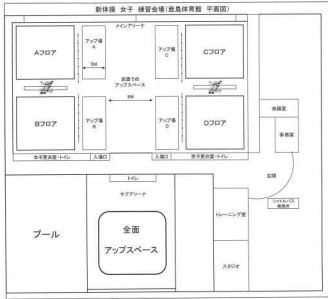 新体操 女子 練習会場(鹿島体育館 平面図)
メインアリーナ
Aフロア
アップ場
A
アップ場
C
Cフロア
5M
5M
床面での
アップスペース
5M
Bフロア
アップ場
B
アップ場
D
Dフロア
会議室
事務室
女子更衣室・トイレ
入場口
入場口
男子更衣室・トイレ
玄関
トイレ
サブアリーナ
シャトルバス
乗降所
プール
全面
アップスペース
トレーニング室
スタジオ